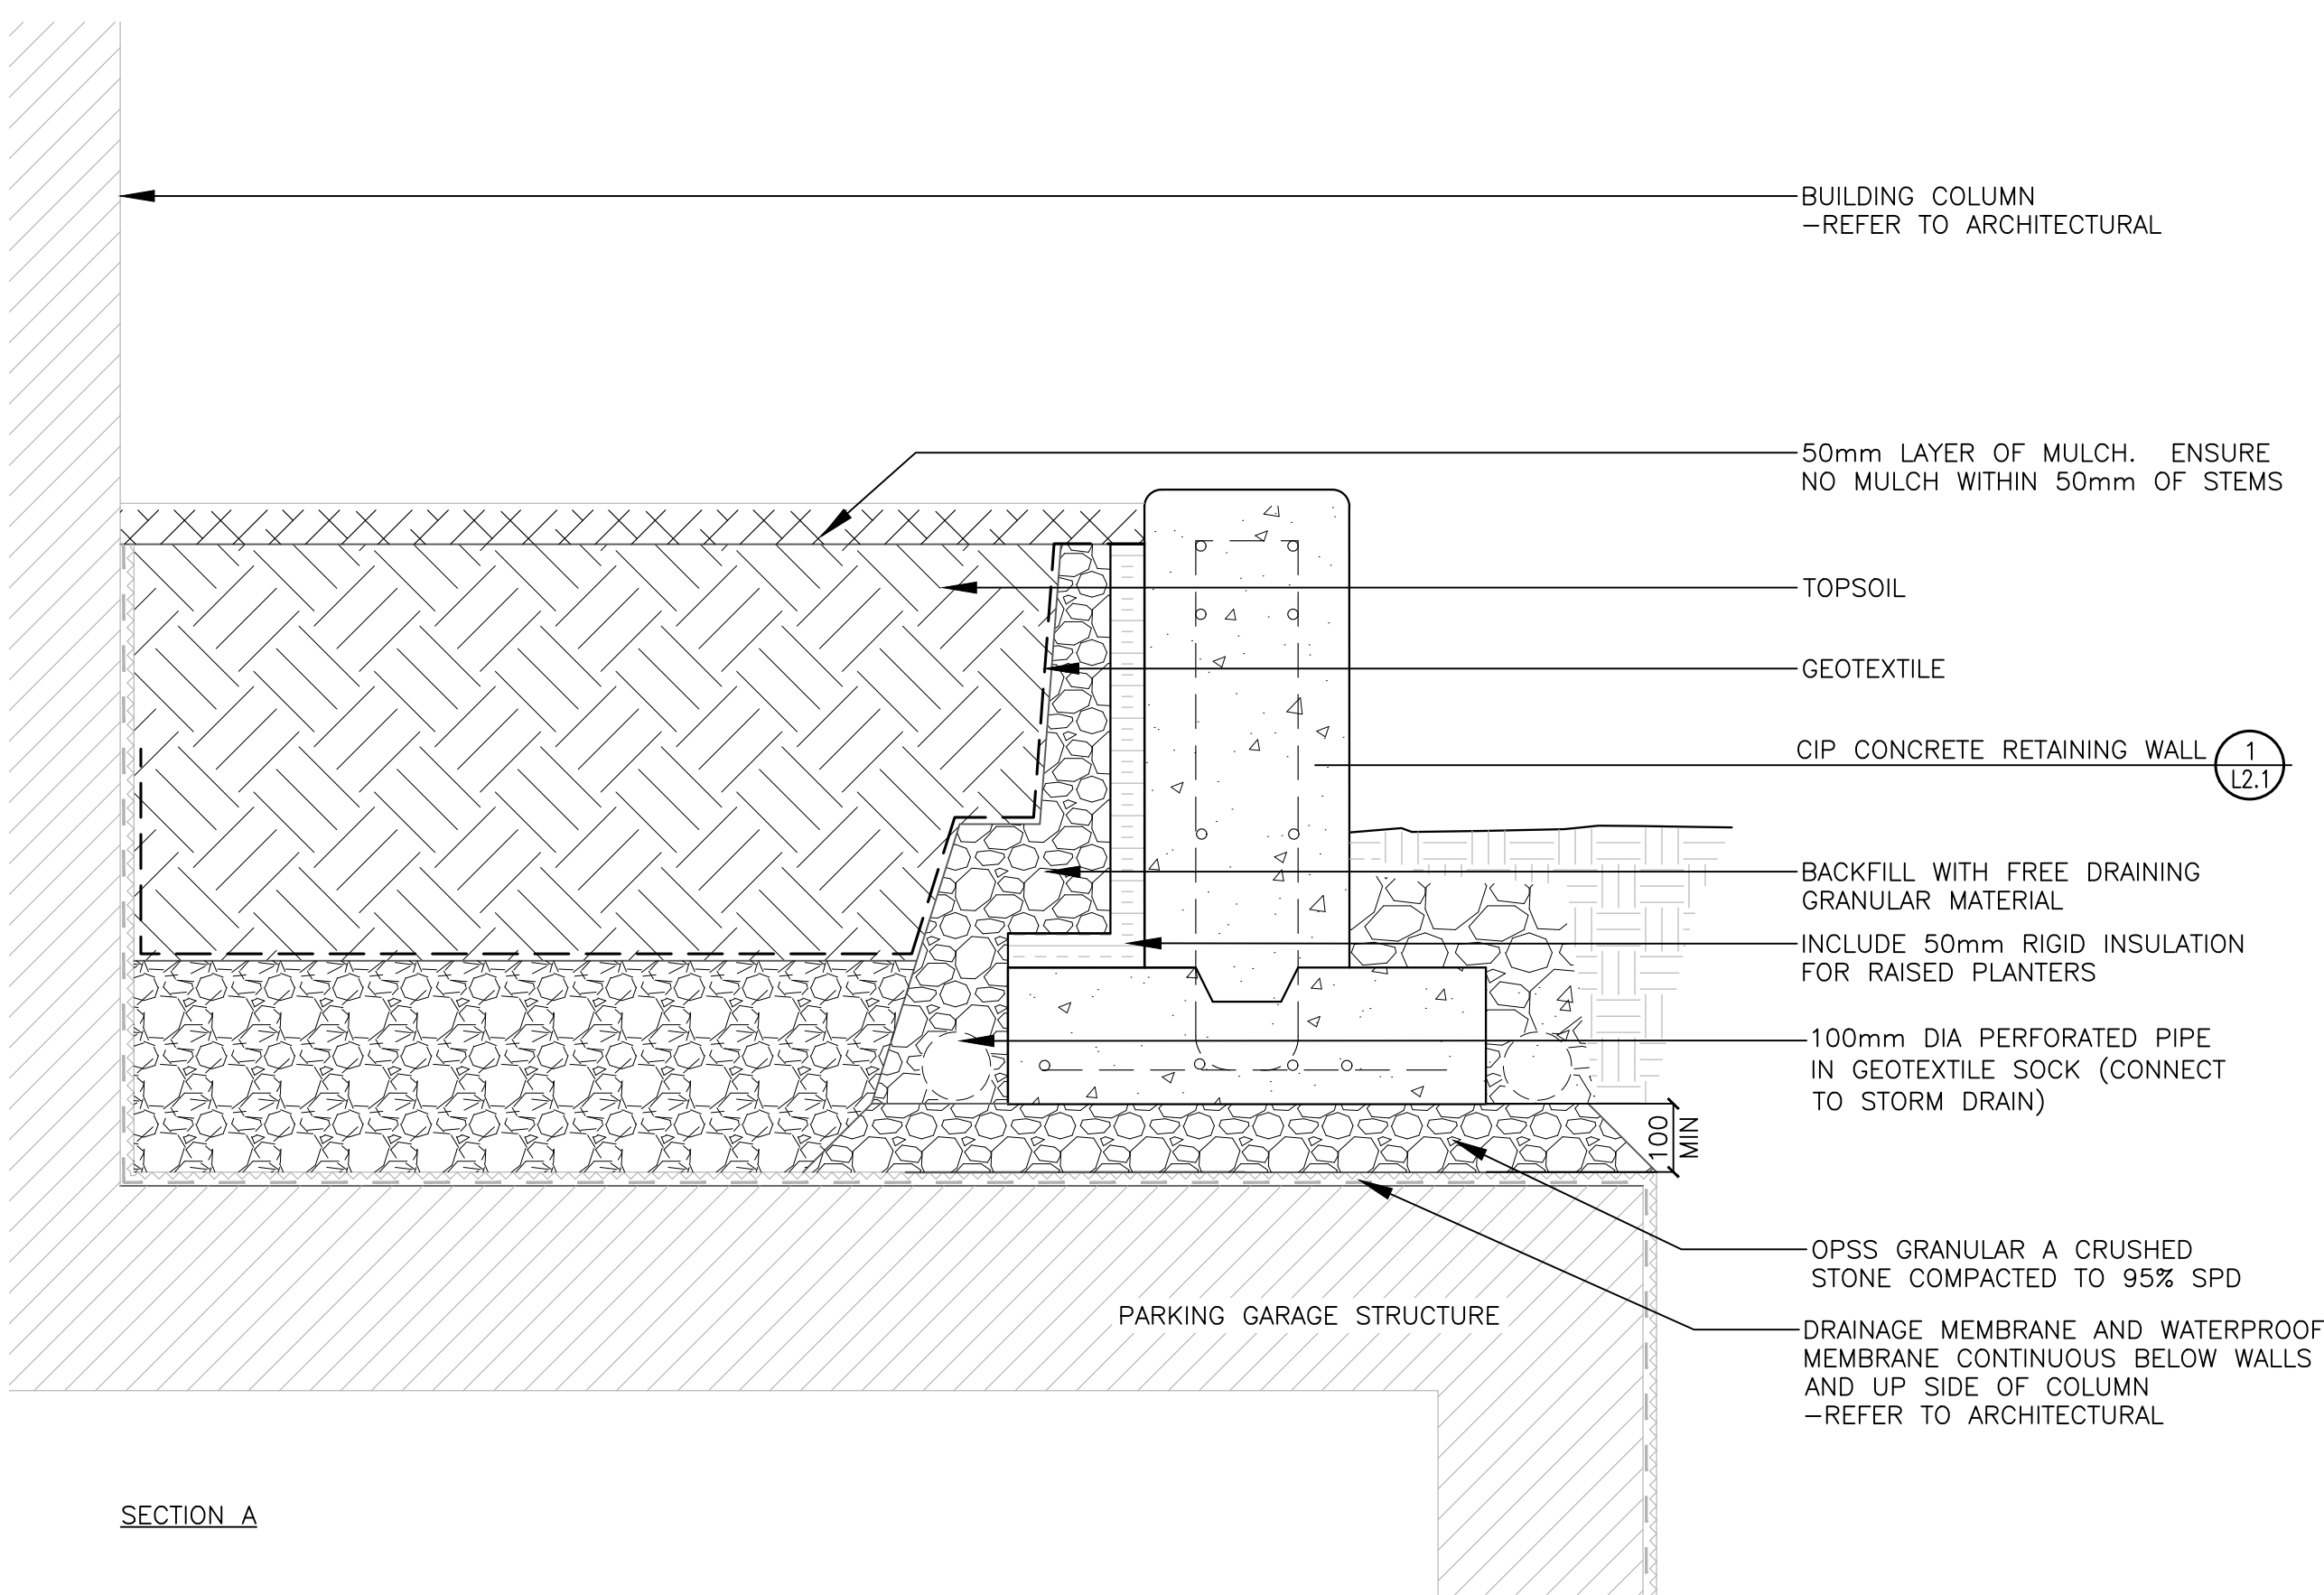 BUILDING COLUMN
-REFER TO ARCHITECTURAL
50mm LAYER OF MULCH. ENSURE
NO MULCH WITHIN 50mm OF STEMS
TOPSOIL
GEOTEXTILE
CIP CONCRETE RETAINING WALL
1
L2.1
BACKFILL WITH FREE DRAINING
GRANULAR MATERIAL
INCLUDE 50mm RIGID INSULATION
FOR RAISED PLANTERS
100mm DIA PERFORATED PIPE
IN GEOTEXTILE SOCK (CONNECT
TO STORM DRAIN)
100
MIN
OPSS GRANULAR A CRUSHED
STONE COMPACTED TO 95% SPD
PARKING GARAGE STRUCTURE
DRAINAGE MEMBRANE AND WATERPROOF
MEMBRANE CONTINUOUS BELOW WALLS
AND UP SIDE OF COLUMN
-REFER TO ARCHITECTURAL
SECTION A